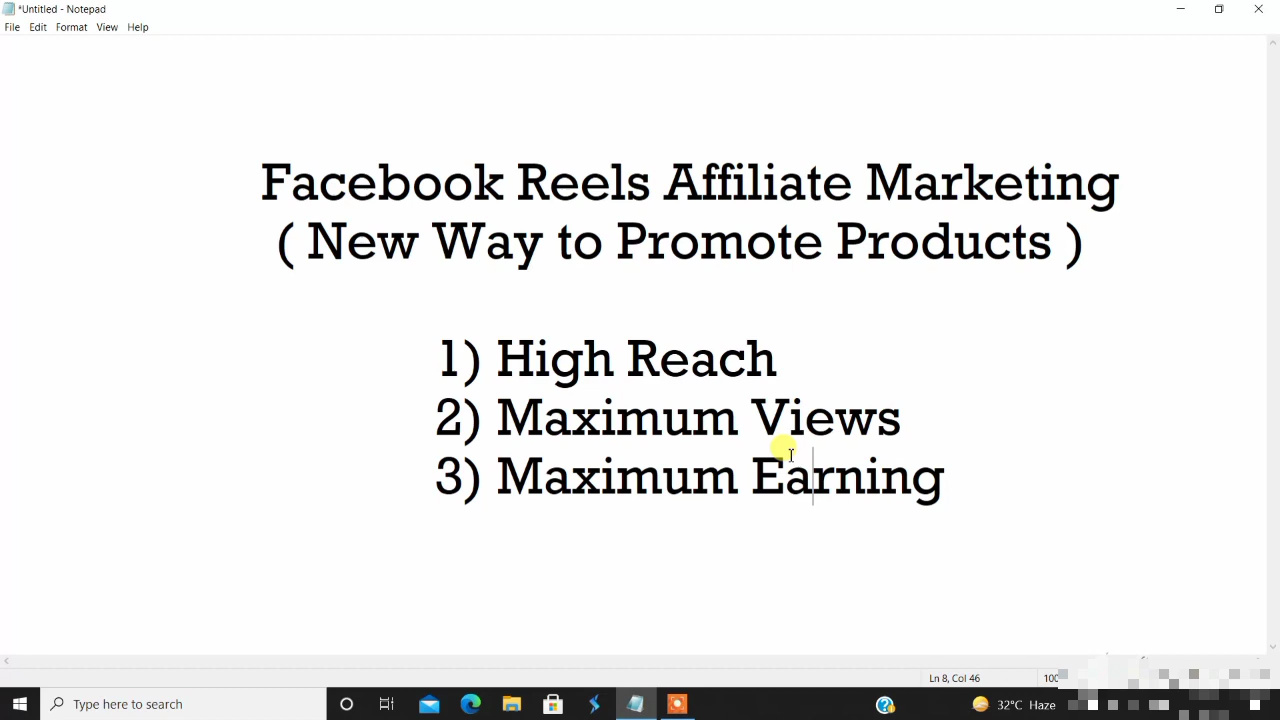 *Untitled - Notepad
File Edit Format View Help
Facebook Reels Affiliate Marketing
( New Way to Promote Products )
1) High Reach
2) Maximum Views
3) Maximum Earning
Ln 8, Col 46
100
Type here to search
32°C Haze